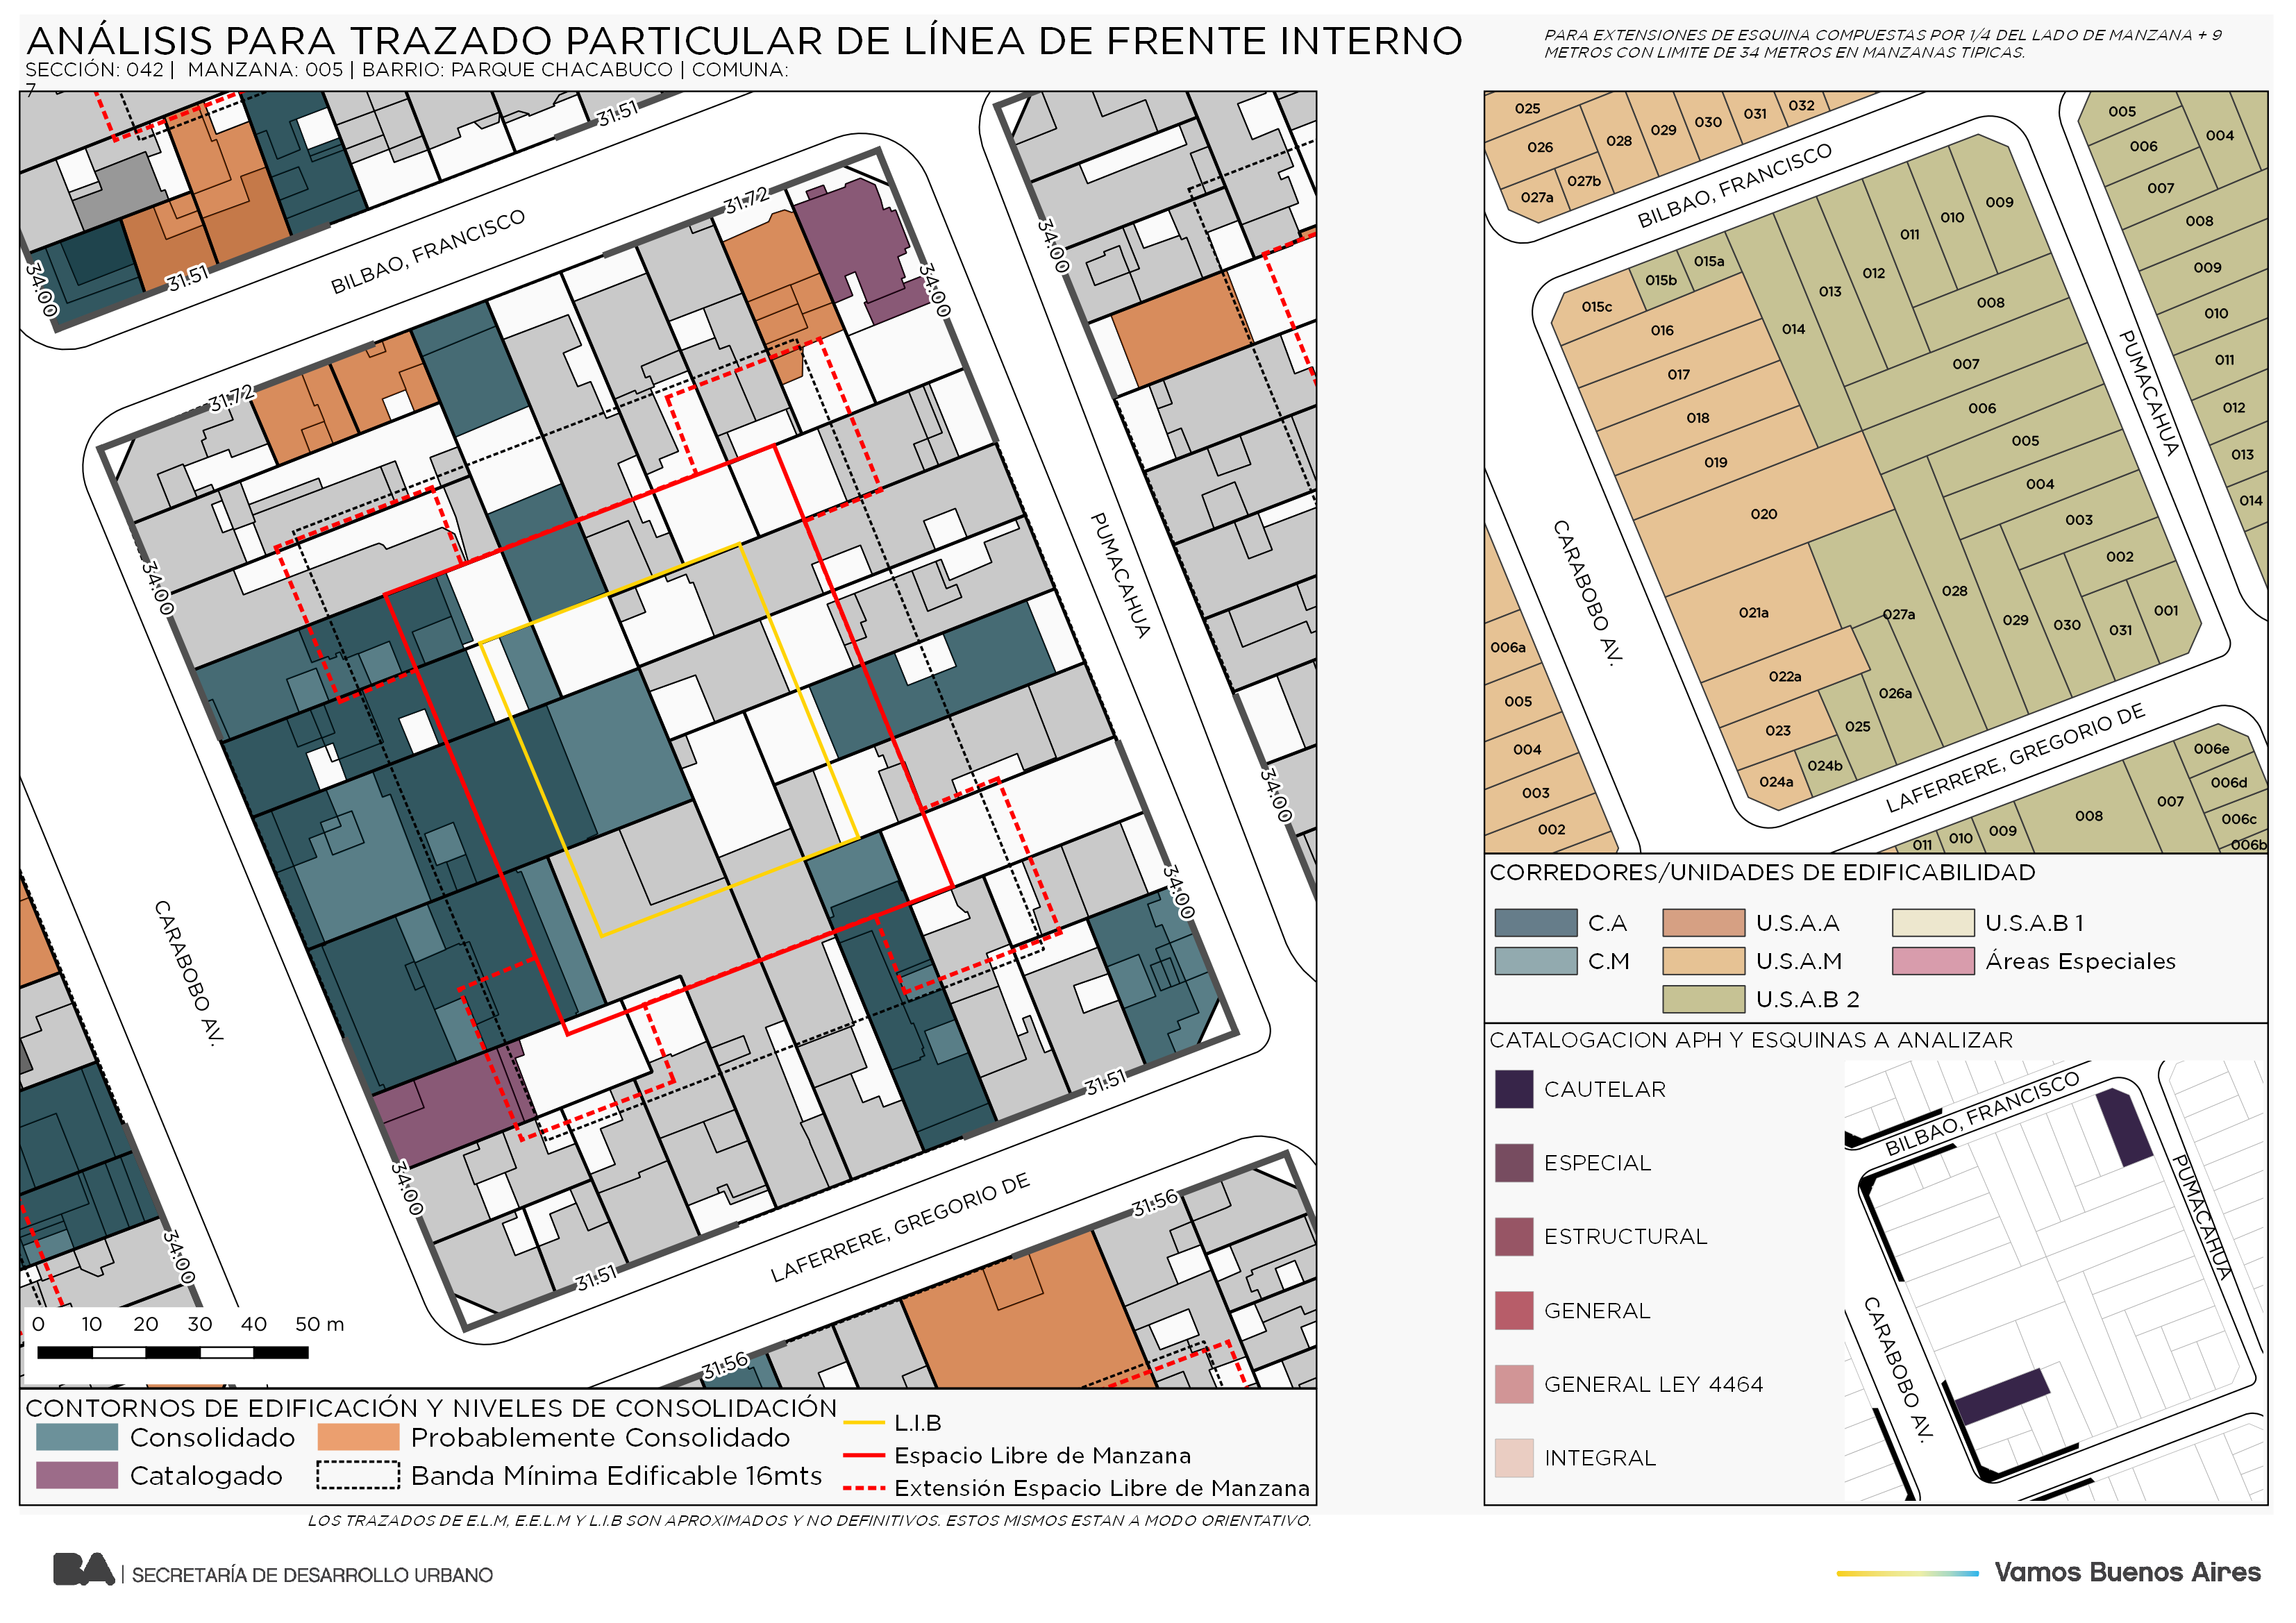 ANÁLISIS PARA TRAZADO PARTICULAR DE LÍNEA DE FRENTE INTERNO
SECCIÓN: 042 | MANZANA: 005 | BARRIO: PARQUE CHACABUCO | COMUNA:
7
PARA EXTENSIONES DE ESQUINA COMPUESTAS POR 1/4 DEL LADO DE MANZANA + 9
METROS CON LIMITE DE 34 METROS EN MANZANAS TIPICAS.
31.51
31.72
BILBAO, FRANCISCO
34.00
31.51
34.00
34.00
31.72
34.00
PUMACAHUA
34.00
34.00
CARABOBO AV.
34.00
31.51
34.00
31.51
LAFERRERE, GREGORIO DE
31.56
31.56
0 10 20 30 40 50 m
CONTORNOS DE EDIFICACIÓN Y NIVELES DE CONSOLIDACIÓN
Consolidado
Probablemente Consolidado
Catalogado
Banda Mínima Edificable 16mts
L.I.B
Espacio Libre de Manzana
Extensión Espacio Libre de Manzana
LOS TRAZADOS DE E.L.M, E.E.L.M Y L.I.B SON APROXIMADOS Y NO DEFINITIVOS. ESTOS MISMOS ESTAN A MODO ORIENTATIVO.
025
026
027a
027b
028
029
030
031
032
BILBAO, FRANCISCO
005
004
006
007
008
009
010
011
012
013
014
009
010
011
012
013
014
015a
015b
015c
016
017
018
019
020
021a
022a
023
024a
024b
025
026a
027a
028
029
030
031
001
002
003
004
005
006
007
008
PUMACAHUA
CARABOBO AV.
006a
005
004
003
002
LAFERRERE, GREGORIO DE
011
010
009
008
007
006e
006d
006c
006b
CORREDORES/UNIDADES DE EDIFICABILIDAD
C.A
U.S.A.A
U.S.A.B 1
C.M
U.S.A.M
Áreas Especiales
U.S.A.B 2
CATALOGACION APH Y ESQUINAS A ANALIZAR
CAUTELAR
ESPECIAL
ESTRUCTURAL
GENERAL
GENERAL LEY 4464
INTEGRAL
BILBAO, FRANCISCO
PUMACAHUA
CARABOBO AV.
BA | SECRETARÍA DE DESARROLLO URBANO
Vamos Buenos Aires